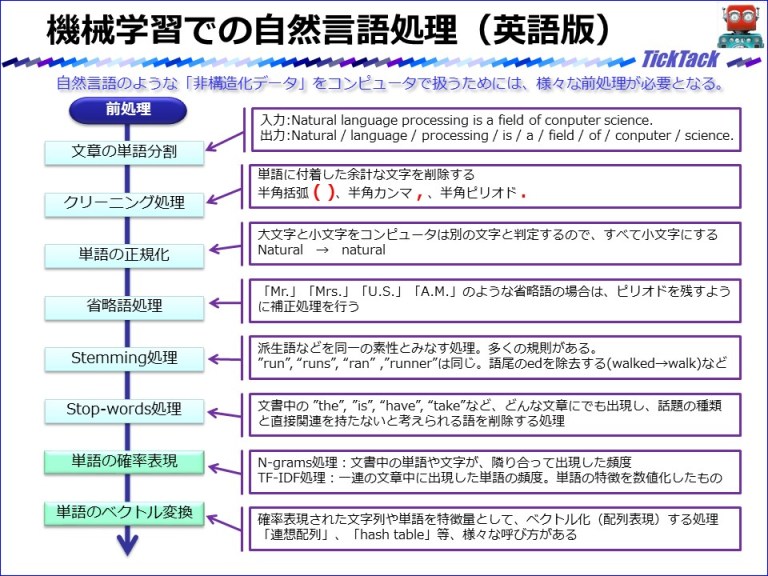 機械学習での自然言語処理（英語版）
TickTack
自然言語のような「非構造化データ」をコンピュータで扱うためには、様々な前処理が必要となる。
前処理
文章の単語分割
入力:Natural language processing is a field of conputer science.
出力:Natural / language / processing / is / a / field / of / conputer / science.
クリーニング処理
単語に付着した余計な文字を削除する
半角括弧 ( )、半角カンマ , 、半角ピリオド .
単語の正規化
大文字と小文字をコンピュータは別の文字と判定するので、すべて小文字にする
Natural　→　natural
省略語処理
「Mr.」「Mrs.」「U.S.」「A.M.」のような省略語の場合は、ピリオドを残すよう
に補正処理を行う
Stemming処理
派生語などを同一の素性とみなす処理。多くの規則がある。
”run”, “runs”, “ran” ,”runner”は同じ。語尾のedを除去する(walked→walk)など
Stop-words処理
文書中の ”the”, ”is”, “have”, “take”など、どんな文章にでも出現し、話題の種類
と直接関連を持たないと考えられる語を削除する処理
単語の確率表現
N-grams処理：文書中の単語や文字が、隣り合って出現した頻度
TF-IDF処理：一連の文章中に出現した単語の頻度。単語の特徴を数値化したもの
単語のベクトル変換
確率表現された文字列や単語を特徴量として、ベクトル化（配列表現）する処理
「連想配列」、「hash table」等、様々な呼び方がある